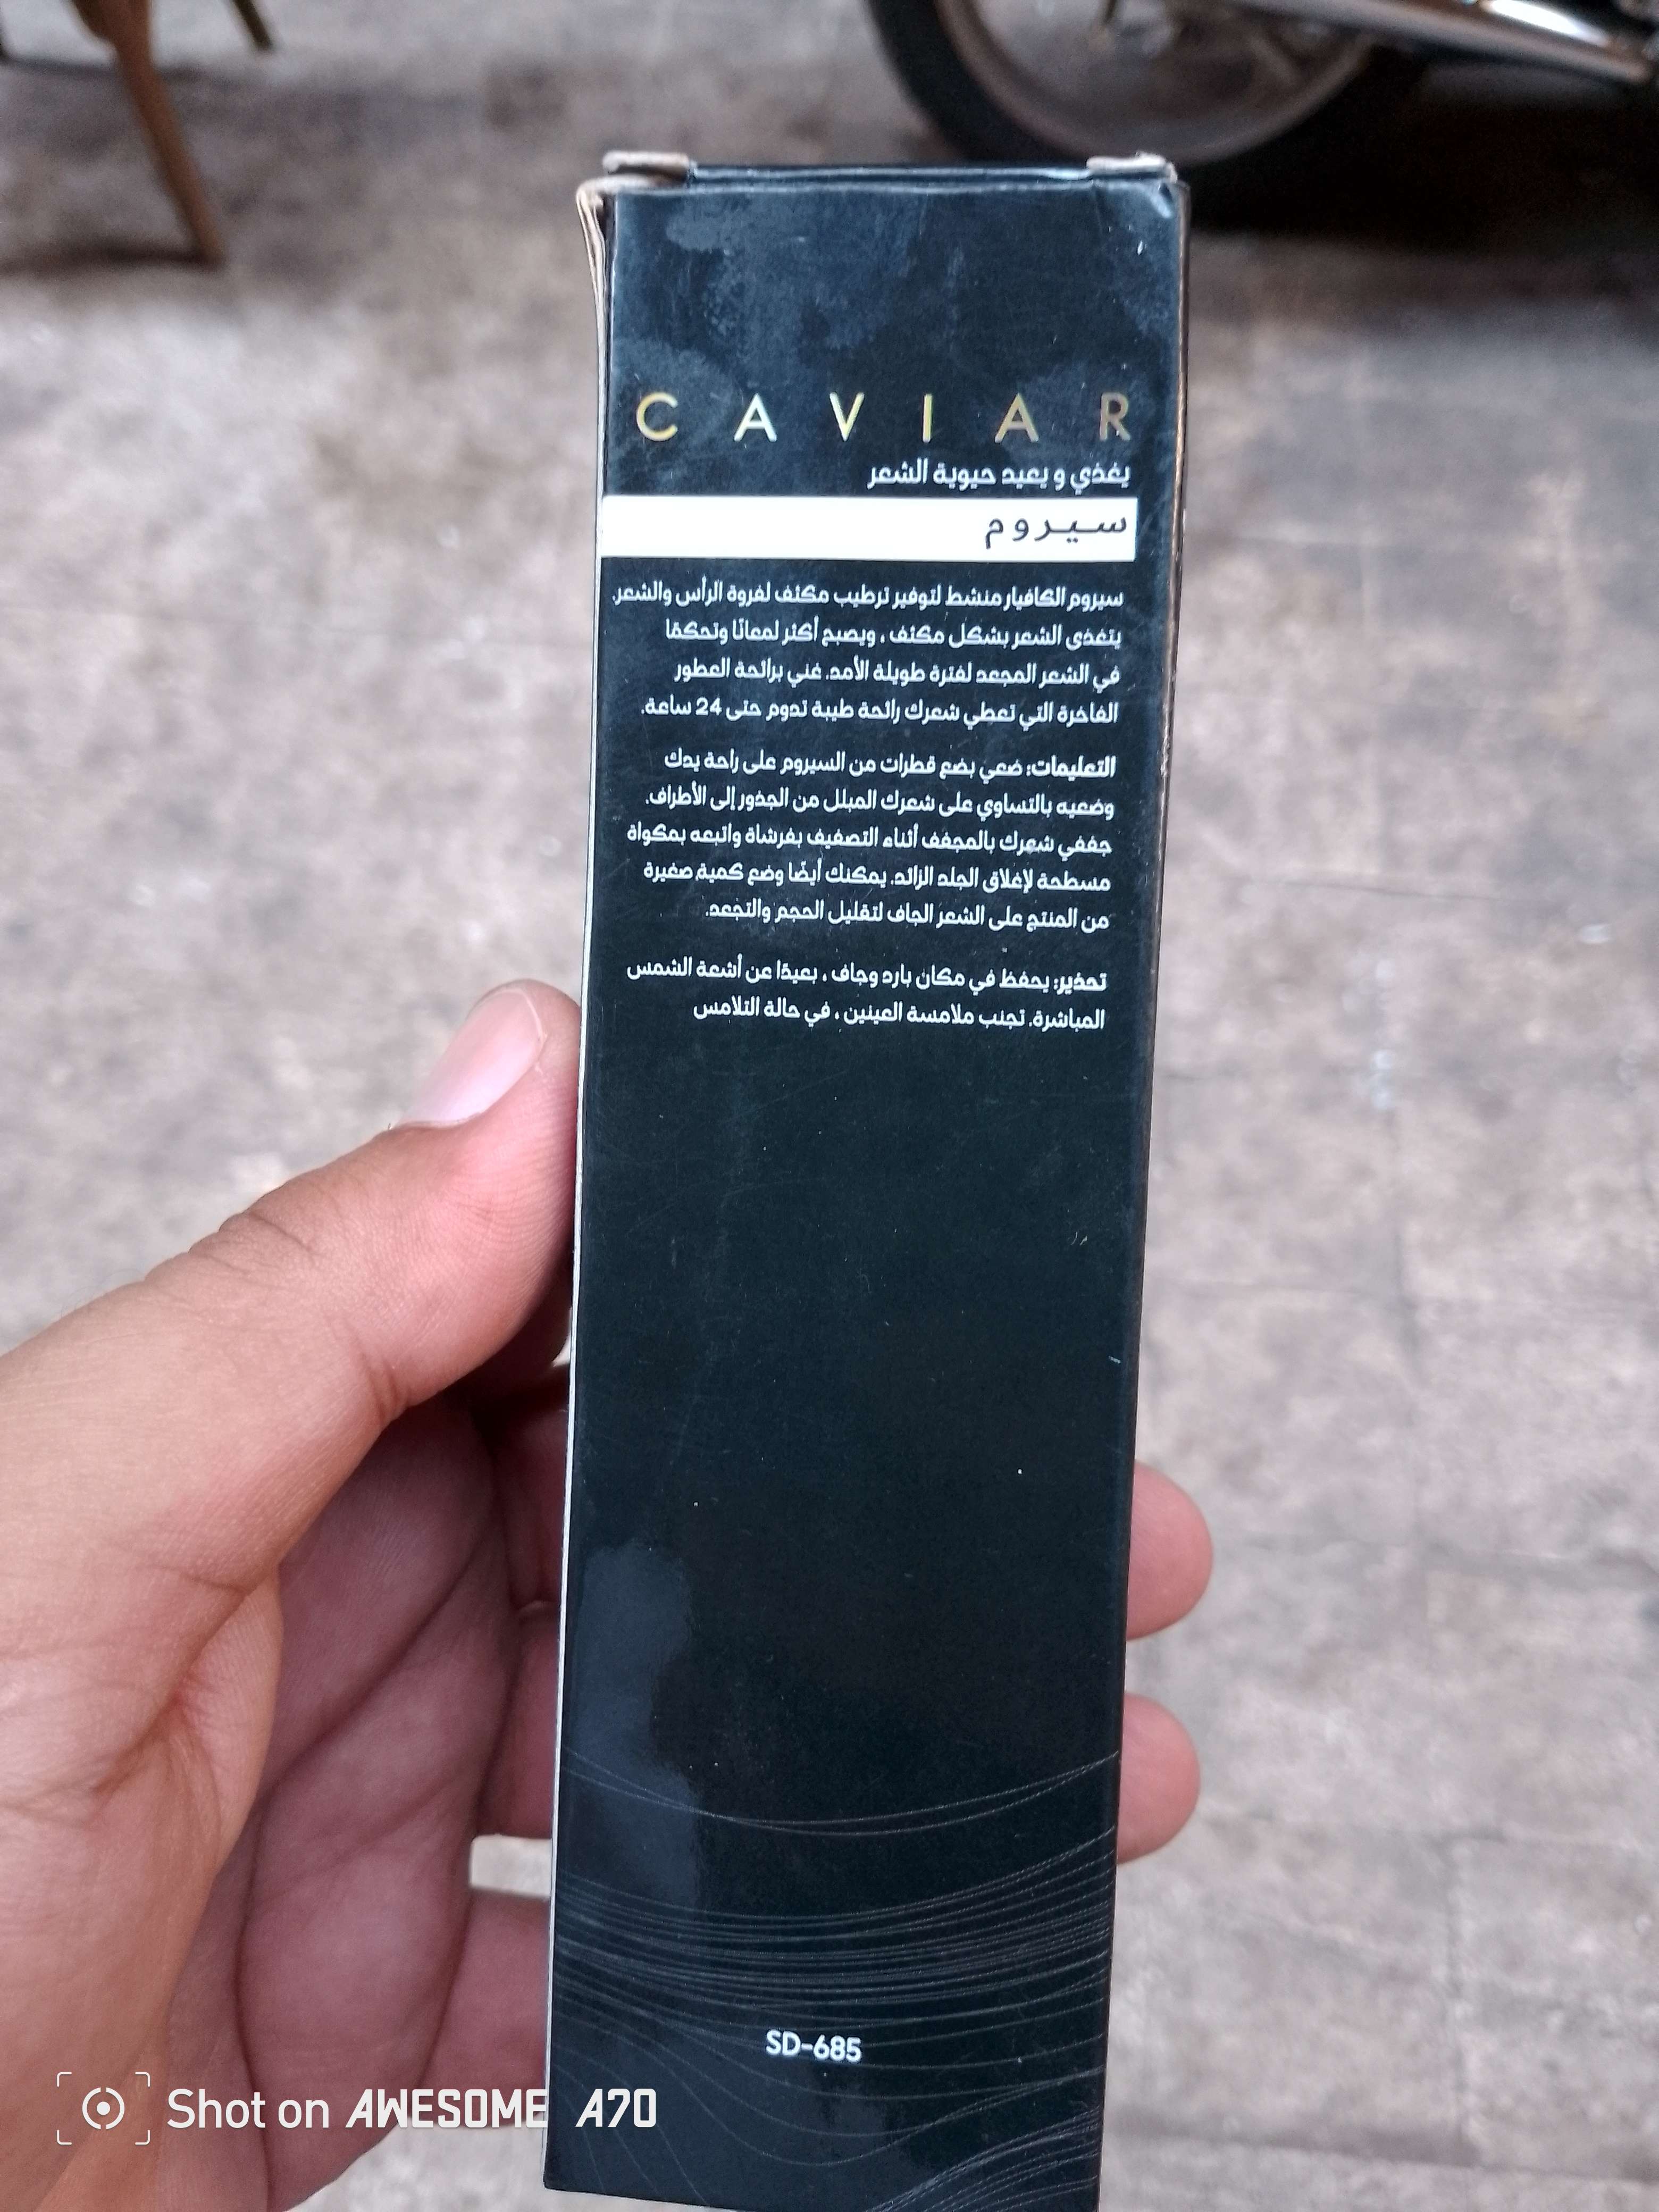 CAVIAR
يغذي و يعيد حيوية الشعر
سيروم
سيروم الكافيار منشط لتوفير ترطيب مكثف لفروة الرأس والشعر.
يتغذى الشعر بشكل مكثف ، ويصبح أكثر لمعانًا وتحكمًا
في الشعر المجعد لفترة طويلة الأمد. غني برائحة العطور
الفاخرة التي تعطي شعرك رائحة طيبة تدوم حتى 24 ساعة.
التعليمات: ضعي بضع قطرات من السيروم على راحة يدك
وضعيه بالتساوي على شعرك المبلل من الجذور إلى الأطراف.
جففي شعرك بالمجفف أثناء التصفيف بفرشاة واتبعه بمكواة
مسطحة لإغلاق الجلد الزائد. يمكنك أيضًا وضع كمية صغيرة
من المنتج على الشعر الجاف لتقليل الحجم والتجعد.
تحذير: يحفظ في مكان بارد وجاف ، بعيدًا عن أشعة الشمس
المباشرة. تجنب ملامسة العينين ، في حالة التلامس
SD-685
Shot on AWESOME A70